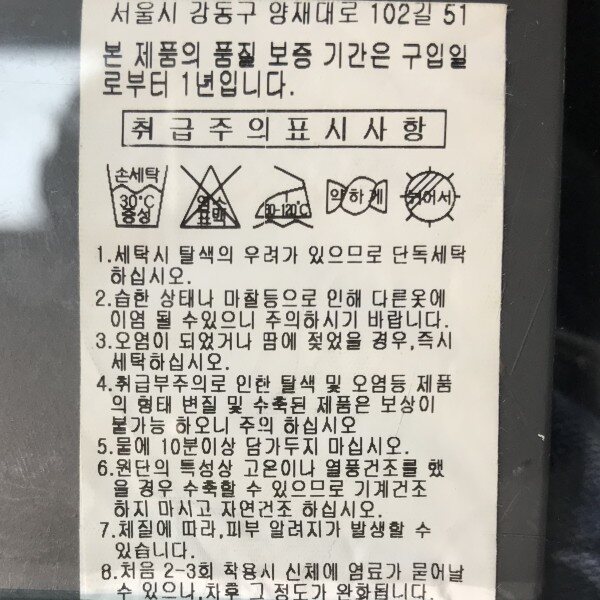 서울시 강동구 양재대로 102길 51
본 제품의 품질 보증 기간은 구입일
로부터 1년입니다.
취급주의표시사항
손세탁
30℃
중성
염소
표백
80-120℃
약하게
뉘어서
1.세탁시 탈색의 우려가 있으므로 단독세탁
하십시오.
2.습한 상태나 마찰등으로 인해 다른옷에
이염 될 수있으니 주의하시기 바랍니다.
3.오염이 되었거나 땀에 젖었을 경우,즉시
세탁하십시오.
4.취급부주의로 인한 탈색 및 오염등 제품
의 형태 변질 및 수축된 제품은 보상이
불가능 하오니 주의 하십시오
5.물에 10분이상 담가두지 마십시오.
6.원단의 특성상 고온이나 열풍건조를 했
을 경우 수축할 수 있으므로 기계건조
하지 마시고 자연건조 하십시오.
7.체질에 따라,피부 알려지가 발생할 수
있습니다.
8.처음 2-3회 착용시 신체에 염료가 묻어날
수 있으나,차후 그 정도가 완화됩니다.